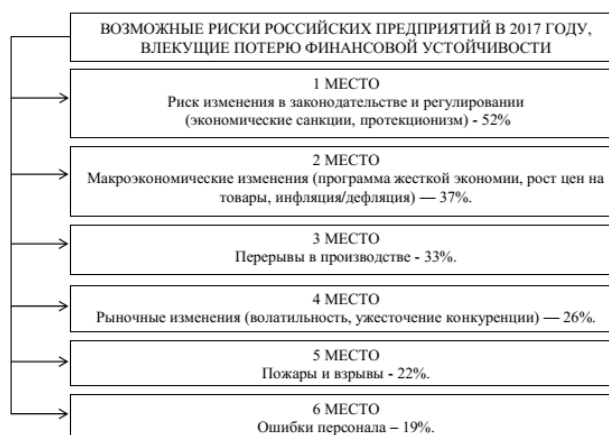 ВОЗМОЖНЫЕ РИСКИ РОССИЙСКИХ ПРЕДПРИЯТИЙ В 2017 ГОДУ,
ВЛЕКУЩИЕ ПОТЕРЮ ФИНАНСОВОЙ УСТОЙЧИВОСТИ
1 МЕСТО
Риск изменения в законодательстве и регулировании
(экономические санкции, протекционизм) - 52%
2 МЕСТО
Макроэкономические изменения (программа жесткой экономии, рост цен на
товары, инфляция/дефляция) — 37%.
3 МЕСТО
Перерывы в производстве - 33%.
4 МЕСТО
Рыночные изменения (волатильность, ужесточение конкуренции) — 26%.
5 МЕСТО
Пожары и взрывы - 22%.
6 МЕСТО
Ошибки персонала – 19%.